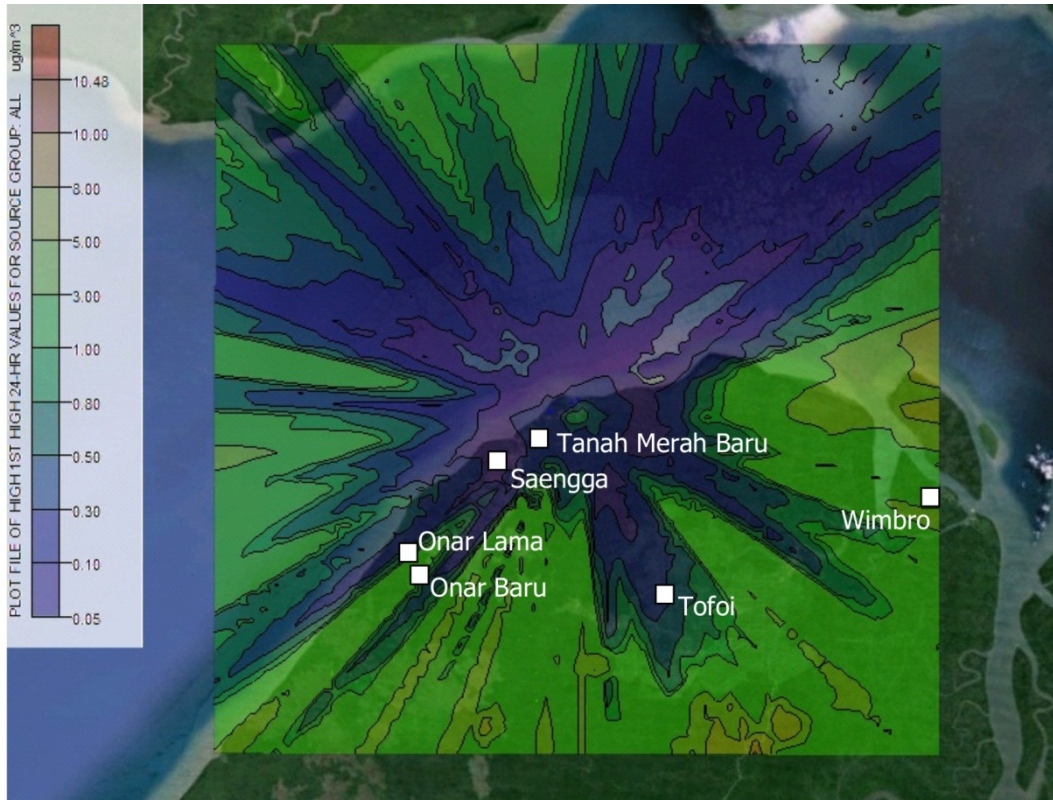 PLOT FILE OF HIGH 1ST HIGH 24-HR VALUES FOR SOURCE GROUP: ALL ug/m^3
10.48
10.00
8.00
5.00
3.00
1.00
0.80
0.50
0.30
0.10
0.05
Tanah Merah Baru
Saengga
Wimbro
Onar Lama
Onar Baru
Tofoi